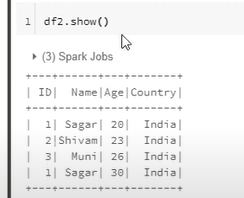 1 df2.show()
(3) Spark Jobs
+---+------+---+-------+
| ID|  Name|Age|Country|
+---+------+---+-------+
|  1| Sagar| 20|  India|
|  2|Shivam| 23|  India|
|  3|  Muni| 26|  India|
|  1| Sagar| 30|  India|
+---+------+---+-------+